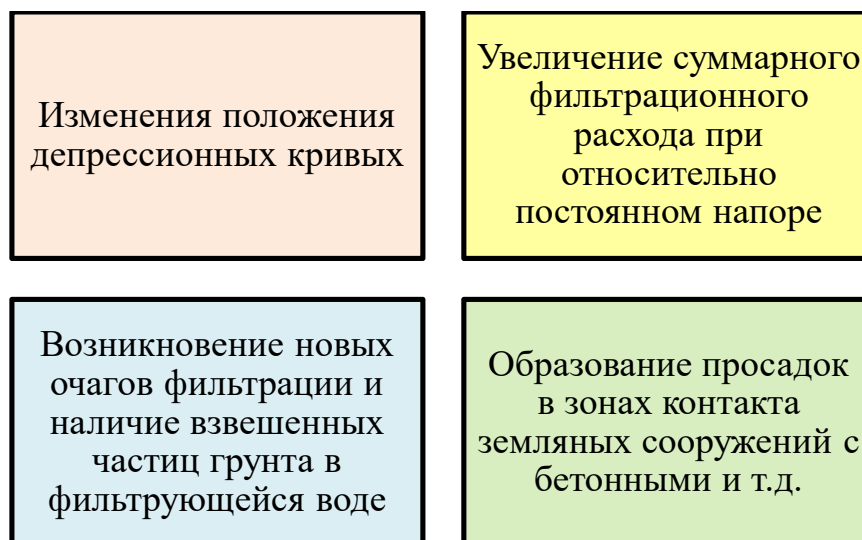 Изменения положения
депрессионных кривых
Увеличение суммарного
фильтрационного
расхода при
относительно
постоянном напоре
Возникновение новых
очагов фильтрации и
наличие взвешенных
частиц грунта в
фильтрующейся воде
Образование просадок
в зонах контакта
земляных сооружений с
бетонными и т.д.